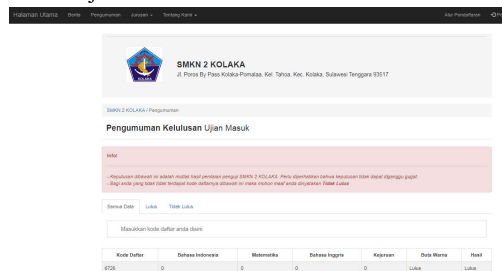 Halaman Utama Berita Pengumuman Jurusan Tentang Kami Alur Pendaftaran
SMKN 2 KOLAKA
Jl. Poros By Pass Kolaka-Pomalaa, Kel. Tahoa, Kec. Kolaka, Sulawesi Tenggara 93517
SMKN 2 KOLAKA / Pengumuman
Pengumuman Kelulusan Ujian Masuk
Info!
- Keputusan dibawah ini adalah mutlak hasil penilaian penguji SMKN 2 KOLAKA. Perlu diperhatikan bahwa keputusan tidak dapat diganggu gugat
- Bagi anda yang tidak terdapat kode daftarnya dibawah ini maka mohon maaf anda dinyatakan Tidak Lulus
Semua Data Lulus Tidak Lulus
Masukkan kode daftar anda disini
Kode Daftar Bahasa Indonesia Matematika Bahasa Inggris Kejuruan Buta Warna Hasil
6726 0 0 0 0 Lulus Lulus